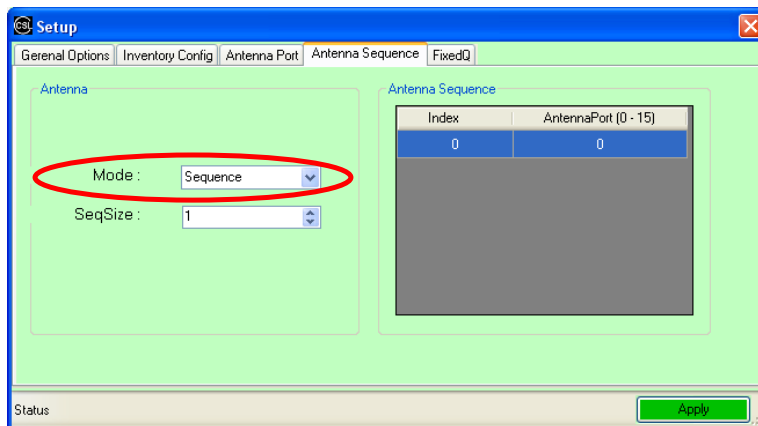 CSL Setup
Gerenal Options Inventory Config Antenna Port Antenna Sequence FixedQ
Antenna
Mode : Sequence
SeqSize : 1
Antenna Sequence
Index AntennaPort (0 - 15)
0 0
Status Apply